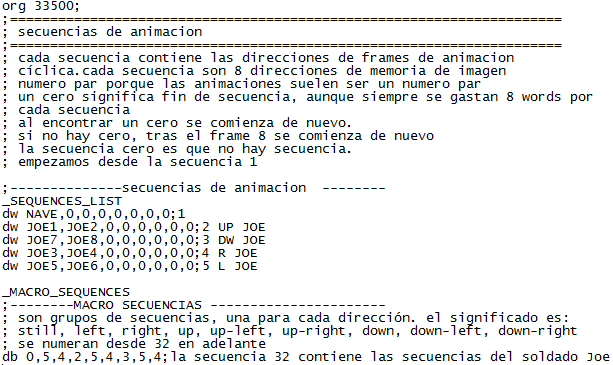 org 33500;
;===================================================================
; secuencias de animacion
;===================================================================
; cada secuencia contiene las direcciones de frames de animacion
; cíclica.cada secuencia son 8 direcciones de memoria de imagen
; numero par porque las animaciones suelen ser un numero par
; un cero significa fin de secuencia, aunque siempre se gastan 8 words por
; cada secuencia
; al encontrar un cero se comienza de nuevo.
; si no hay cero, tras el frame 8 se comienza de nuevo
; la secuencia cero es que no hay secuencia.
; empezamos desde la secuencia 1

;--------------secuencias de animacion  --------
_SEQUENCES_LIST
dw NAVE,0,0,0,0,0,0,0;1
dw JOE1,JOE2,0,0,0,0,0,0;2 UP JOE
dw JOE7,JOE8,0,0,0,0,0,0;3 DW JOE
dw JOE3,JOE4,0,0,0,0,0,0;4 R JOE
dw JOE5,JOE6,0,0,0,0,0,0;5 L JOE

_MACRO_SEQUENCES
;--------MACRO SECUENCIAS ----------------------
; son grupos de secuencias, una para cada dirección. el significado es:
; still, left, right, up, up-left, up-right, down, down-left, down-right
; se numeran desde 32 en adelante
db 0,5,4,2,5,4,3,5,4;la secuencia 32 contiene las secuencias del soldado Joe